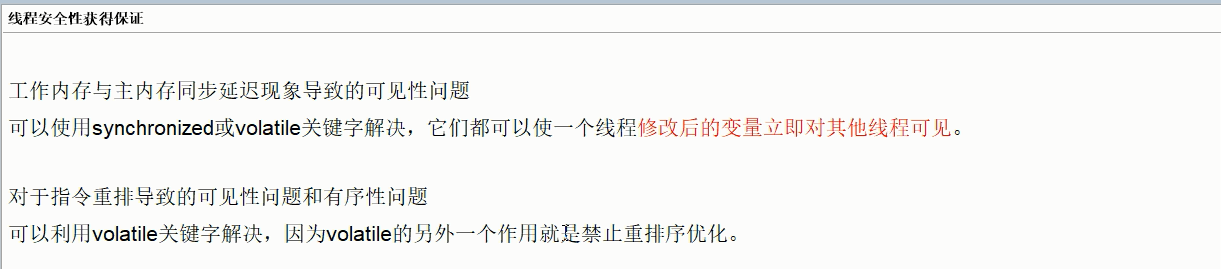 线程安全性获得保证
工作内存与主内存同步延迟现象导致的可见性问题
可以使用synchronized或volatile关键字解决，它们都可以使一个线程修改后的变量立即对其他线程可见。
对于指令重排导致的可见性问题和有序性问题
可以利用volatile关键字解决，因为volatile的另外一个作用就是禁止重排序优化。